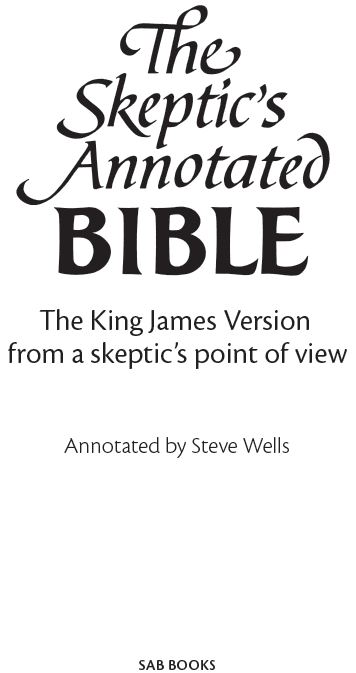 The
Skeptic's
Annotated
BIBLE
The King James Version
from a skeptic's point of view
Annotated by Steve Wells
SAB BOOKS